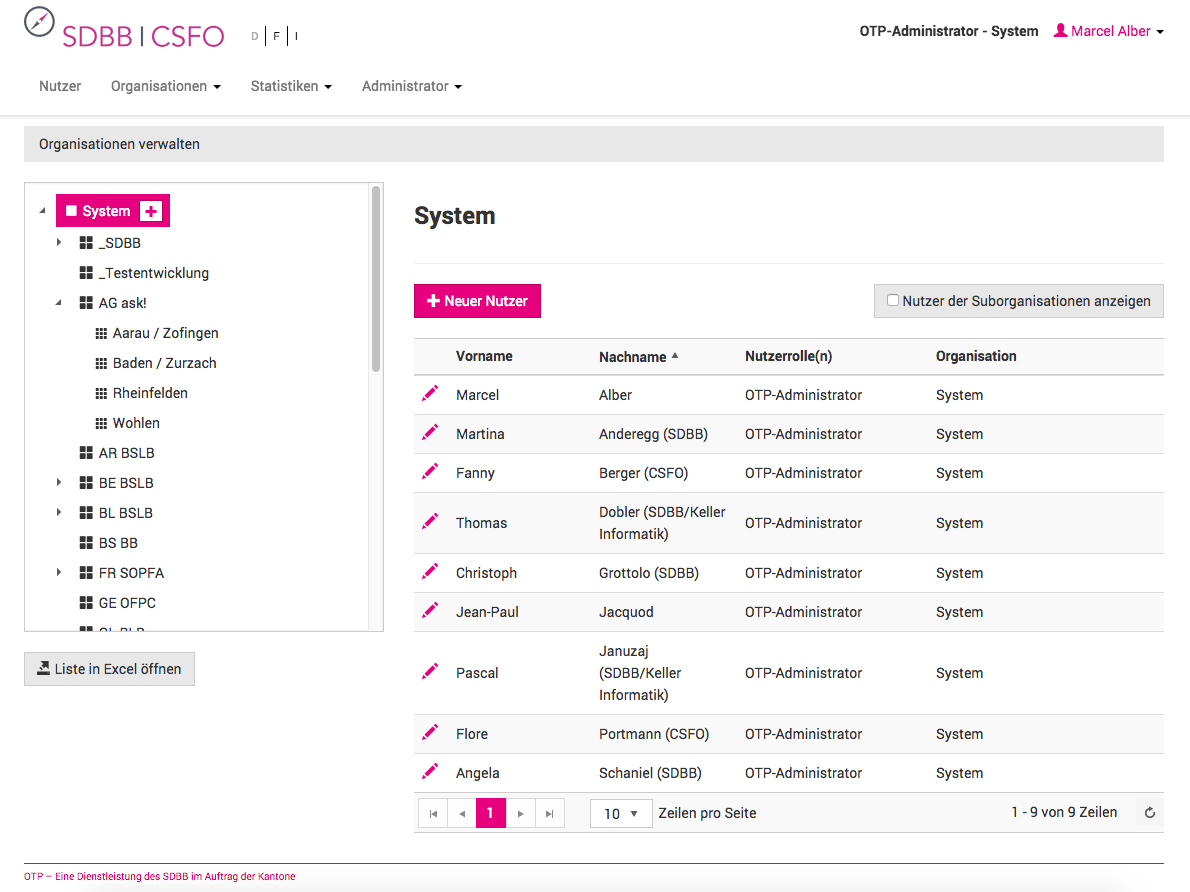 SDBB | CSFO
D | F | I
OTP-Administrator - System
Marcel Alber
Nutzer
Organisationen
Statistiken
Administrator
Organisationen verwalten
System
_SDBB
_Testentwicklung
AG ask!
Aarau / Zofingen
Baden / Zurzach
Rheinfelden
Wohlen
AR BSLB
BE BSLB
BL BSLB
BS BB
FR SOPFA
GE OFPC
Liste in Excel öffnen
System
Neuer Nutzer
Nutzer der Suborganisationen anzeigen
Vorname Nachname Nutzerrolle(n) Organisation
Marcel Alber OTP-Administrator System
Martina Anderegg (SDBB) OTP-Administrator System
Fanny Berger (CSFO) OTP-Administrator System
Thomas Dobler (SDBB/Keller
Informatik) OTP-Administrator System
Christoph Grottolo (SDBB) OTP-Administrator System
Jean-Paul Jacquod OTP-Administrator System
Pascal Januzaj
(SDBB/Keller
Informatik) OTP-Administrator System
Flore Portmann (CSFO) OTP-Administrator System
Angela Schaniel (SDBB) OTP-Administrator System
1
10 Zeilen pro Seite
1 - 9 von 9 Zeilen
OTP – Eine Dienstleistung des SDBB im Auftrag der Kantone